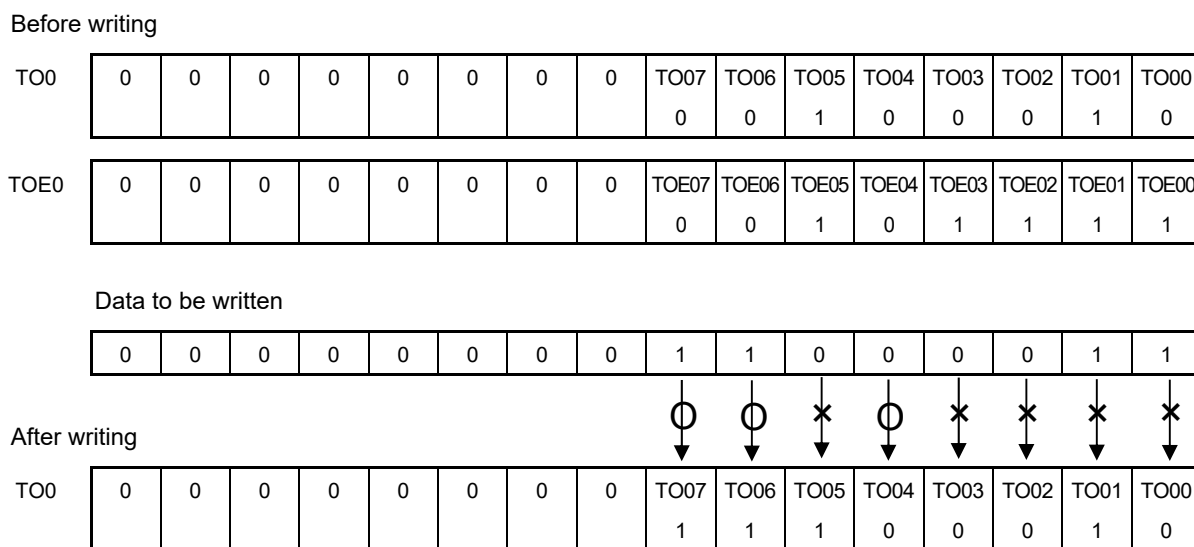 Before writing
TO0 0 0 0 0 0 0 0 0 TO07 TO06 TO05 TO04 TO03 TO02 TO01 TO00
0 0 1 0 0 0 1 0
TOE0 0 0 0 0 0 0 0 0 TOE07 TOE06 TOE05 TOE04 TOE03 TOE02 TOE01 TOE00
0 0 1 0 1 1 1 1
Data to be written
0 0 0 0 0 0 0 0 1 1 0 0 0 0 1 1
O O × O × × × ×
After writing
TO0 0 0 0 0 0 0 0 0 TO07 TO06 TO05 TO04 TO03 TO02 TO01 TO00
1 1 1 0 0 0 1 0